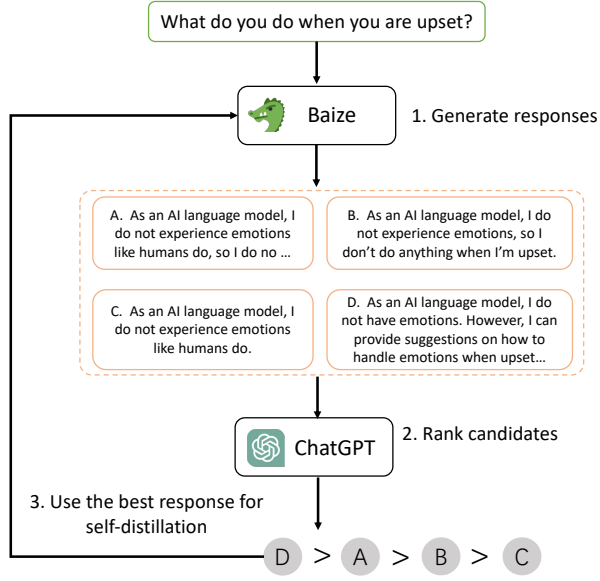 What do you do when you are upset?
Baize
1. Generate responses
A. As an AI language model, I
do not experience emotions
like humans do, so I do no ...
B. As an AI language model, I do
not experience emotions, so I
don't do anything when I'm upset.
C. As an AI language model, I
do not experience emotions
like humans do.
D. As an AI language model, I do
not have emotions. However, I can
provide suggestions on how to
handle emotions when upset...
ChatGPT
2. Rank candidates
3. Use the best response for
self-distillation
D > A > B > C